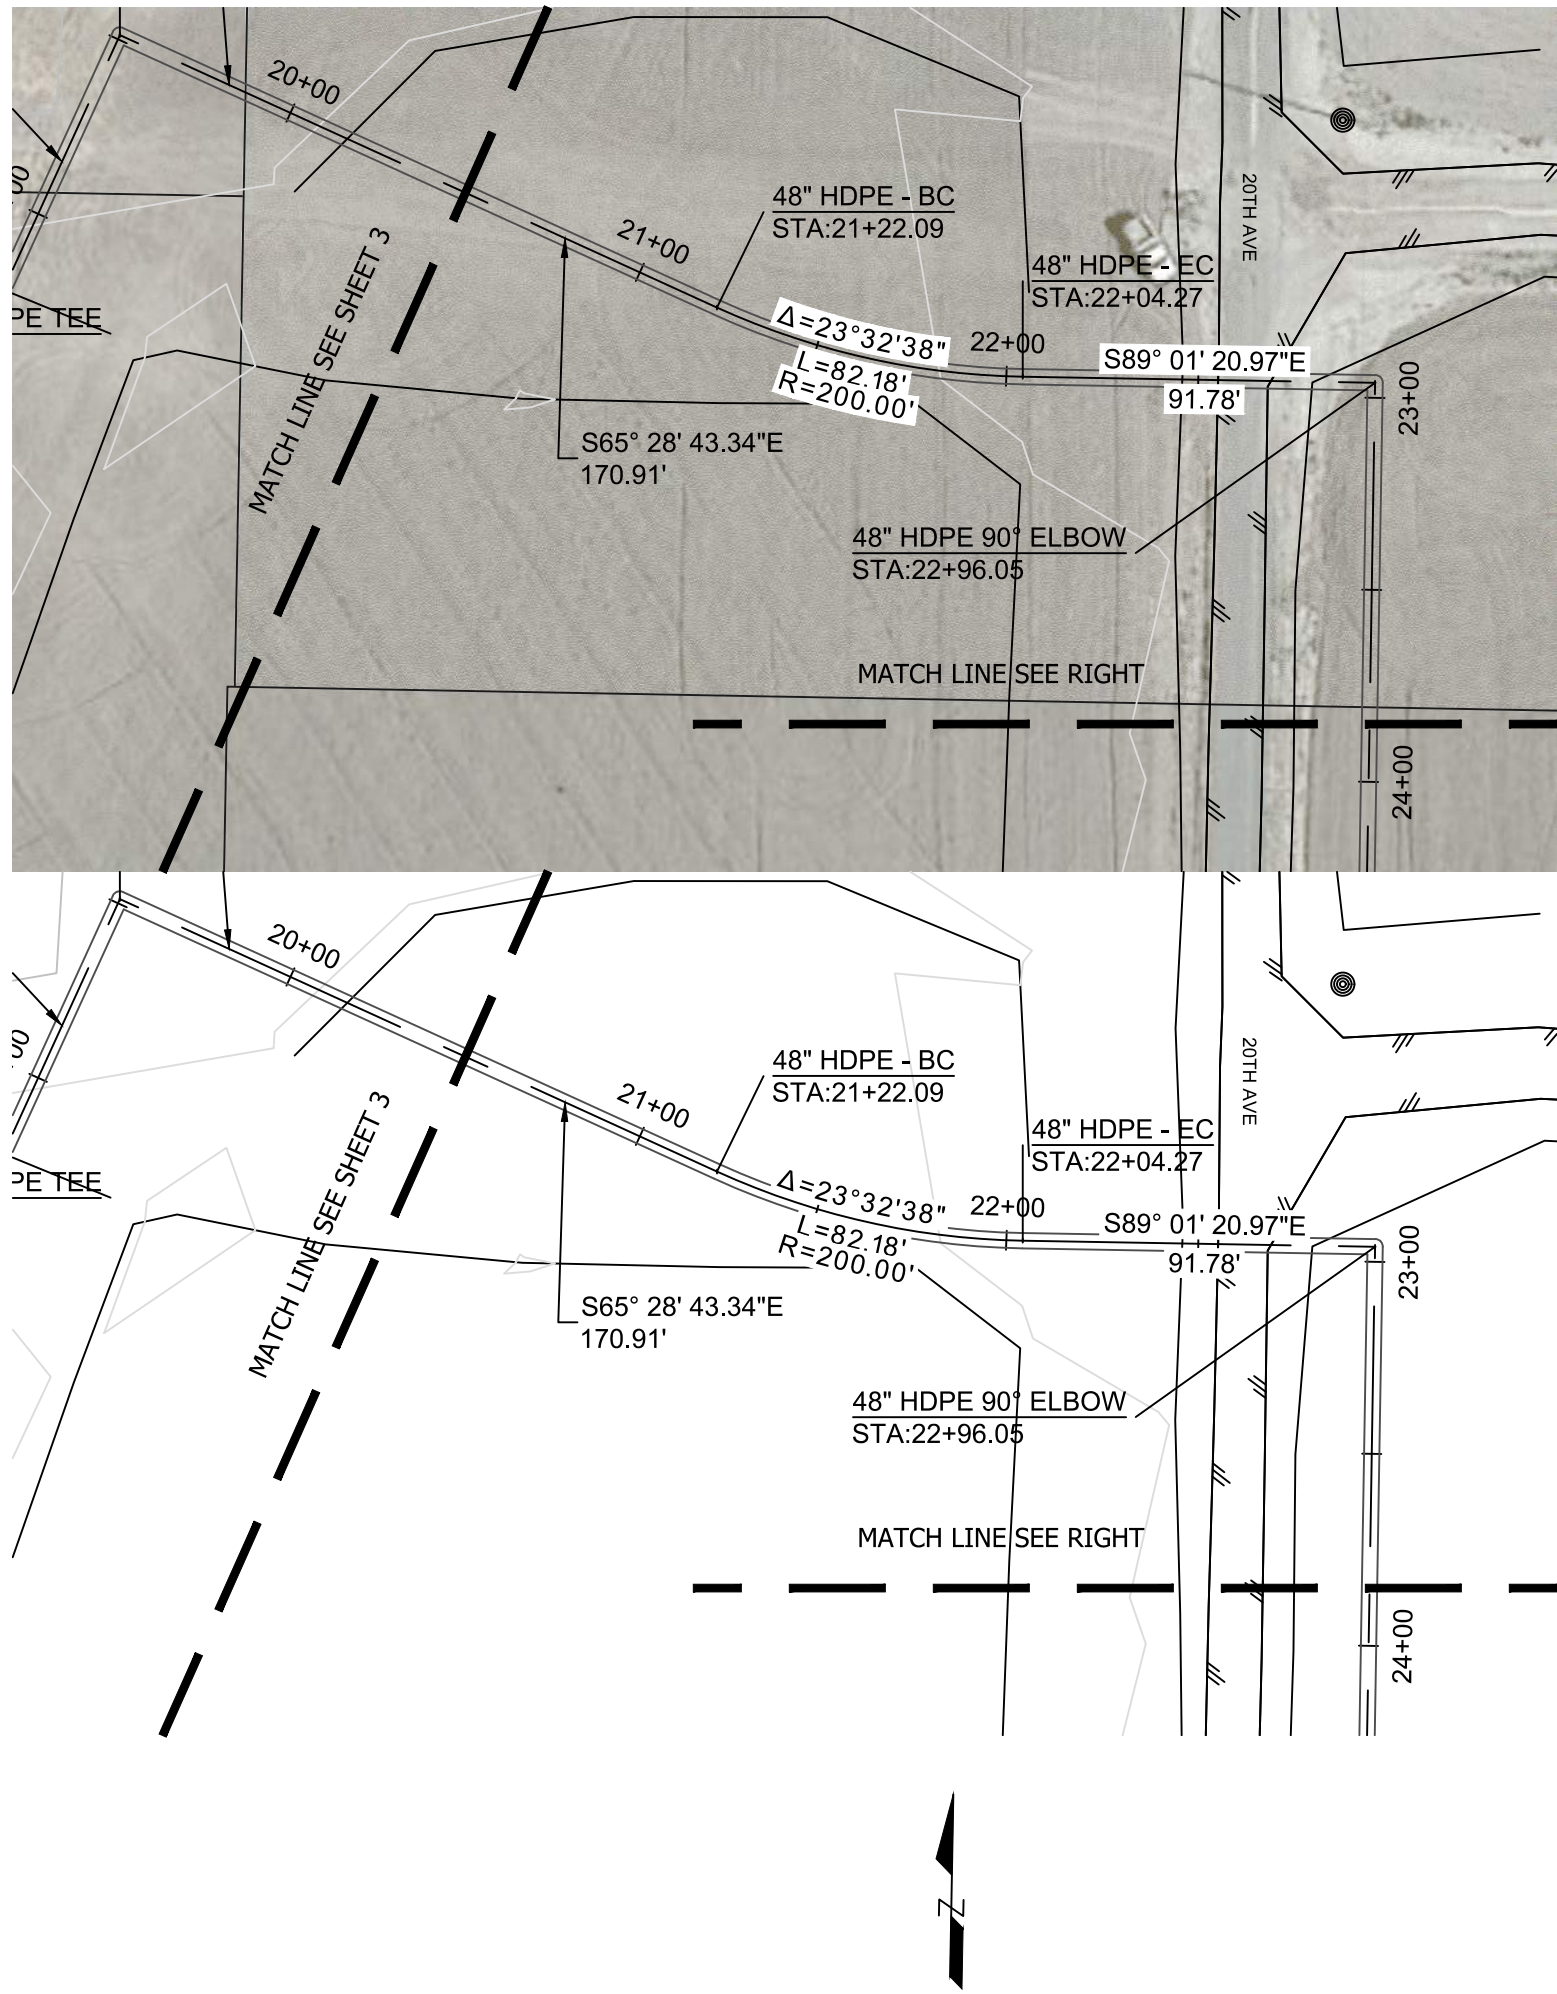 20+00
00
48" HDPE - BC
STA:21+22.09
20TH AVE
21+00
48" HDPE - EC
STA:22+04.27
PE TEE
MATCH LINE SEE SHEET 3
Δ=23°32'38"
L=82.18'
R=200.00'
22+00
S89° 01' 20.97"E
91.78'
23+00
S65° 28' 43.34"E
170.91'
48" HDPE 90° ELBOW
STA:22+96.05
MATCH LINE SEE RIGHT
24+00
20+00
00
48" HDPE - BC
STA:21+22.09
20TH AVE
21+00
48" HDPE - EC
STA:22+04.27
PE TEE
MATCH LINE SEE SHEET 3
Δ=23°32'38"
L=82.18'
R=200.00'
22+00
S89° 01' 20.97"E
91.78'
23+00
S65° 28' 43.34"E
170.91'
48" HDPE 90° ELBOW
STA:22+96.05
MATCH LINE SEE RIGHT
24+00
N